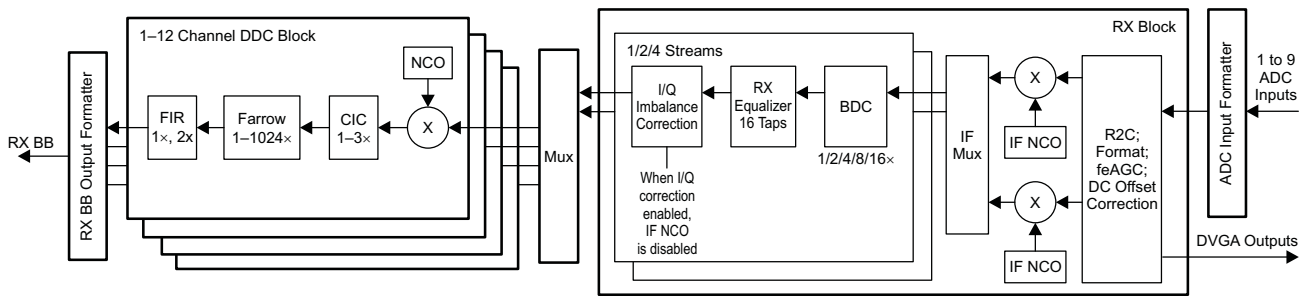 RX BB
RX BB Output Formatter
1–12 Channel DDC Block
FIR
1×, 2x
Farrow
1–1024×
CIC
1–3×
NCO
X
Mux
RX Block
1/2/4 Streams
I/Q
Imbalance
Correction
When I/Q
correction
enabled,
IF NCO
is disabled
RX
Equalizer
16 Taps
BDC
1/2/4/8/16×
IF
Mux
X
IF NCO
X
IF NCO
R2C;
Format;
feAGC;
DC Offset
Correction
ADC Input Formatter
1 to 9
ADC
Inputs
DVGA Outputs